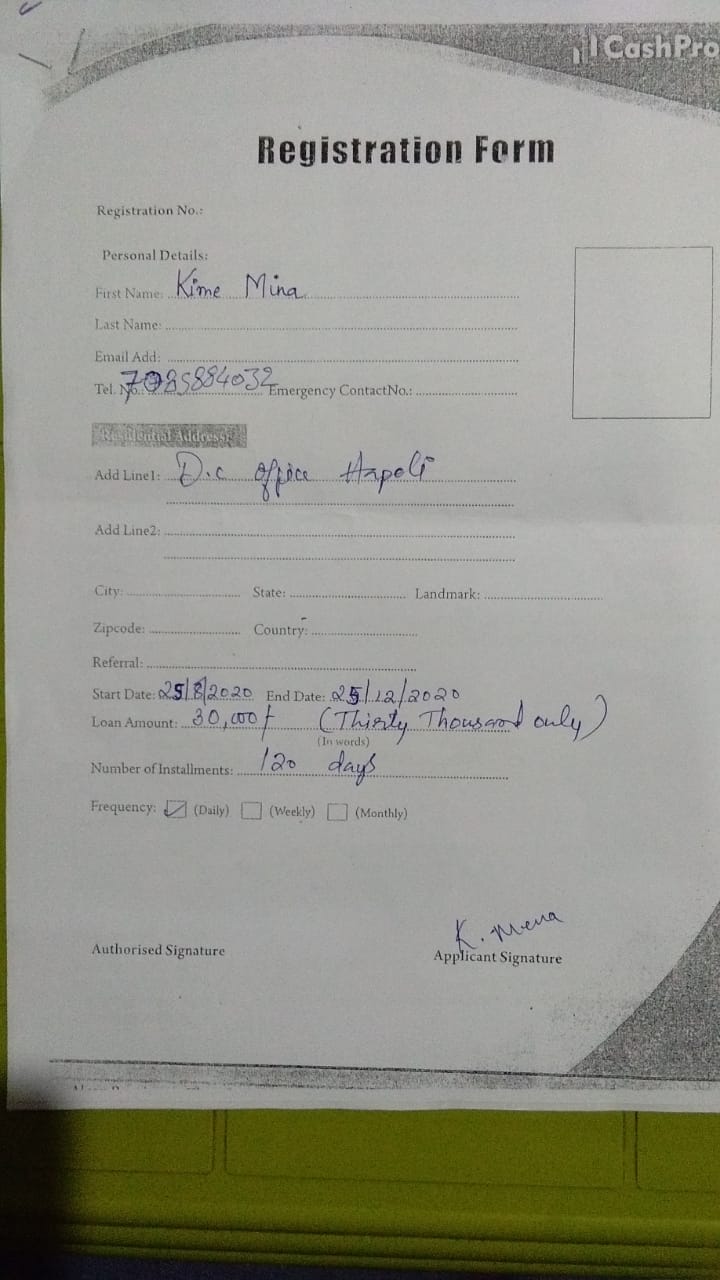 CashPro
Registration Form
Registration No.:
Personal Details:
First Name: Kime Mina
Last Name:
Email Add:
Tel. No.: 7085884032 Emergency ContactNo.:
Residential Address:
Add Line1: D.c office Hapoli
Add Line2:
City: State: Landmark:
Zipcode: Country:
Referral:
Start Date: 25/8/2020 End Date: 25/12/2020
Loan Amount: 30,000/- (Thirty Thousand only)
(In words)
Number of Installments: 120 days
Frequency: (Daily) (Weekly) (Monthly)
K. Mena
Authorised Signature Applicant Signature